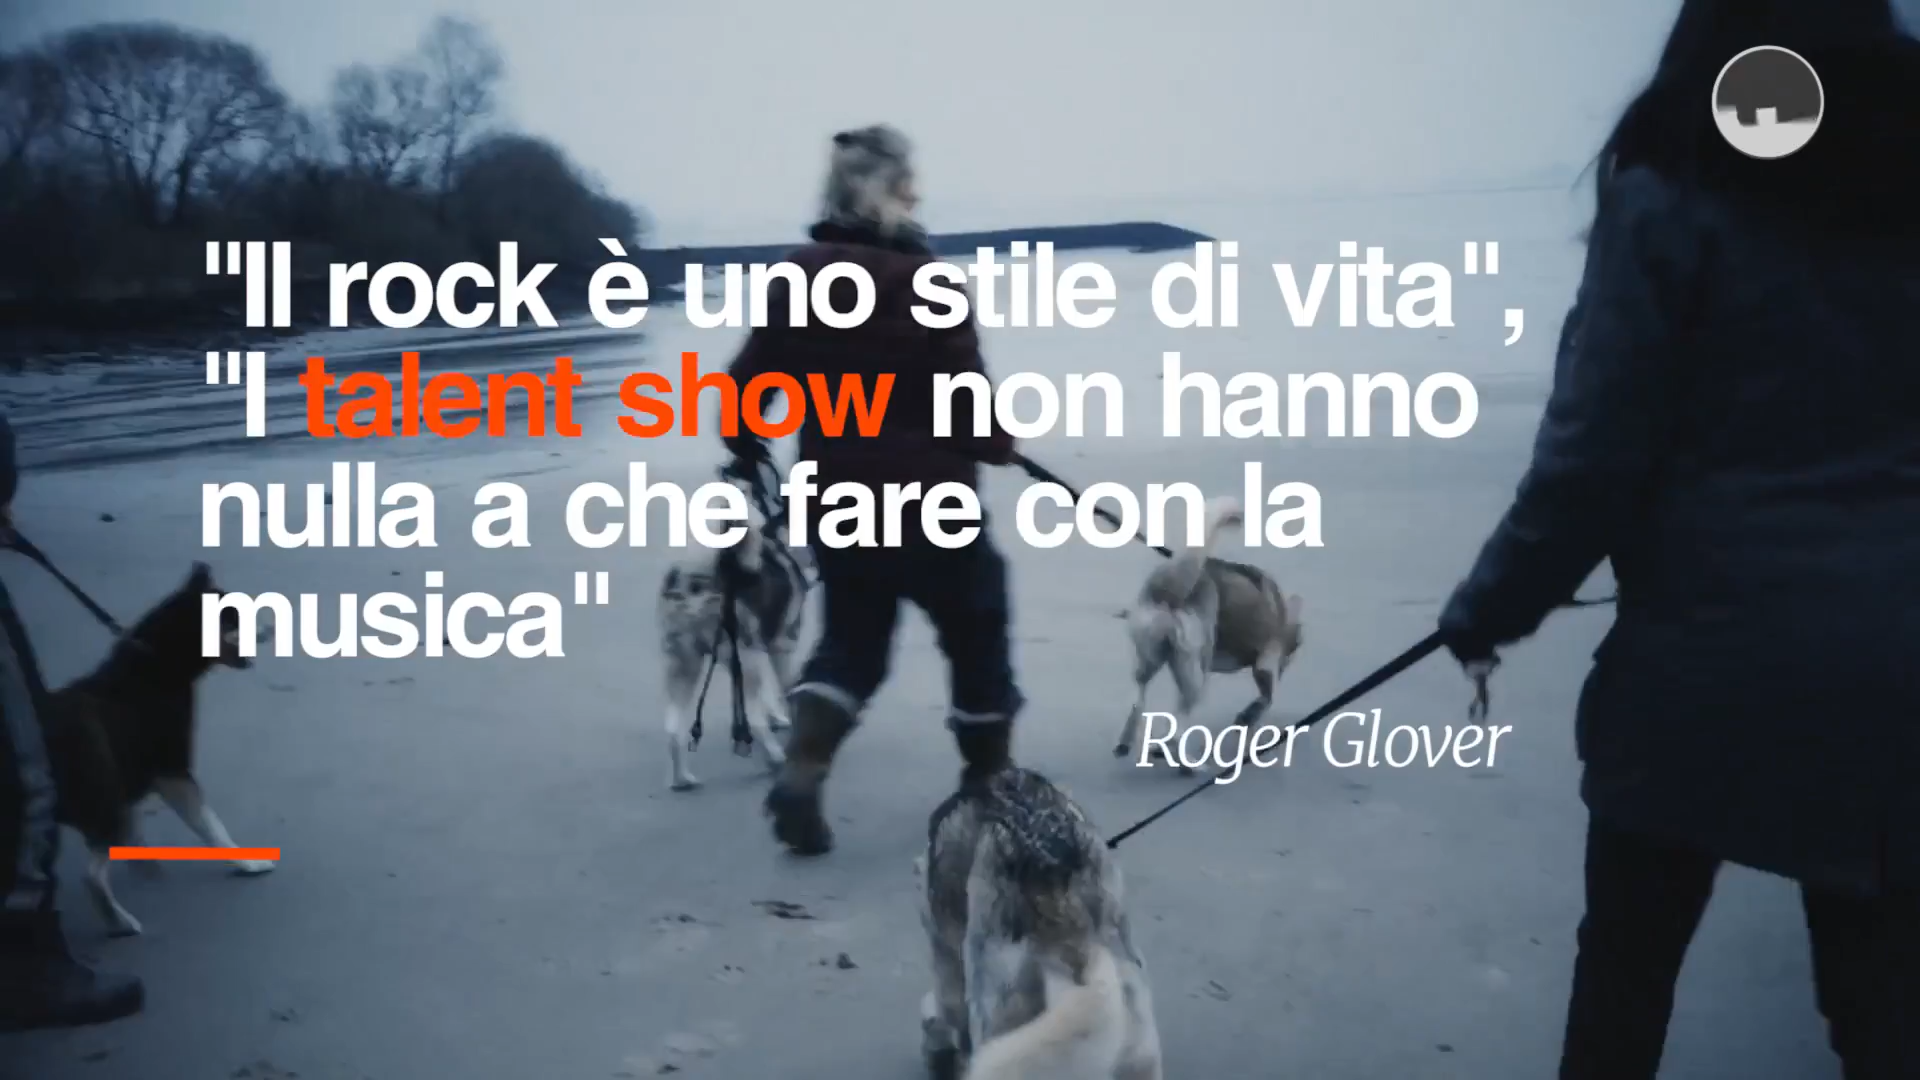 "Il rock è uno stile di vita",
"I talent show non hanno
nulla a che fare con la
musica"
Roger Glover